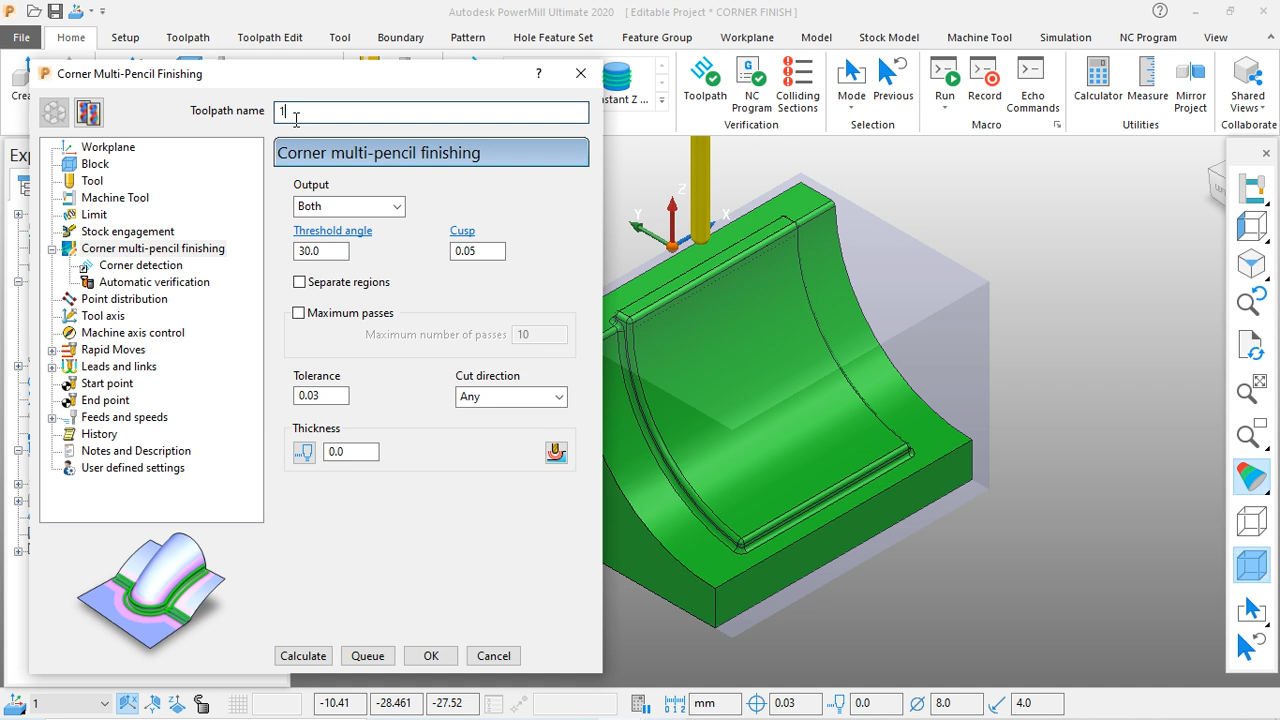 Autodesk PowerMill Ultimate 2020 [ Editable Project * CORNER FINISH ]
File Home Setup Toolpath Toolpath Edit Tool Boundary Pattern Hole Feature Set Feature Group Workplane Model Stock Model Machine Tool Simulation NC Program View
Corner Multi-Pencil Finishing
Toolpath name 1
Corner multi-pencil finishing
Workplane
Block
Tool
Machine Tool
Limit
Stock engagement
Corner multi-pencil finishing
Corner detection
Automatic verification
Point distribution
Tool axis
Machine axis control
Rapid Moves
Leads and links
Start point
End point
Feeds and speeds
History
Notes and Description
User defined settings
Output
Both
Threshold angle Cusp
30.0 0.05
Separate regions
Maximum passes
Maximum number of passes 10
Tolerance Cut direction
0.03 Any
Thickness
0.0
Calculate Queue OK Cancel
Toolpath
NC Program
Colliding Sections
Verification
Mode
Previous
Selection
Run
Record
Echo Commands
Macro
Calculator
Measure
Mirror Project
Utilities
Shared Views
Collaborate
Z
Y
X
1 -10.41 -28.461 -27.52 mm 0.03 0.0 8.0 4.0